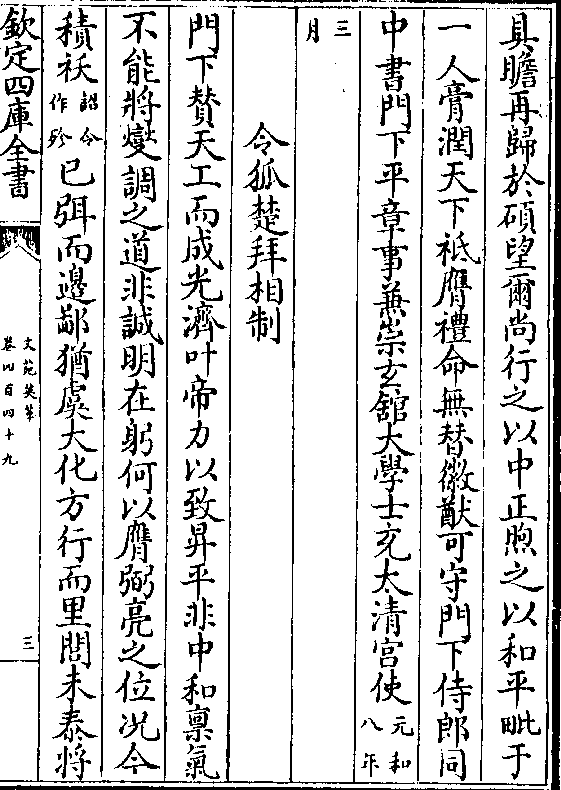 具瞻再歸於碩望爾尚行之以中正煦之以和平毗于
一人膏潤天下祗膺禮命無替徽猷可守門下侍郎同
中書門下平章事兼崇玄館大學士充太清宮使元和八年
三月
令狐楚拜相制
門下賛天工而成光濟叶帝力以致昇平非中和禀氣
不能將燮調之道非誠明在躬何以膺弼亮之位况今
積祅詔令作殄已弭而邊鄙猶虞大化方行而里閭未泰將
欽定四庫全書
文苑英華
卷四百四十九
三